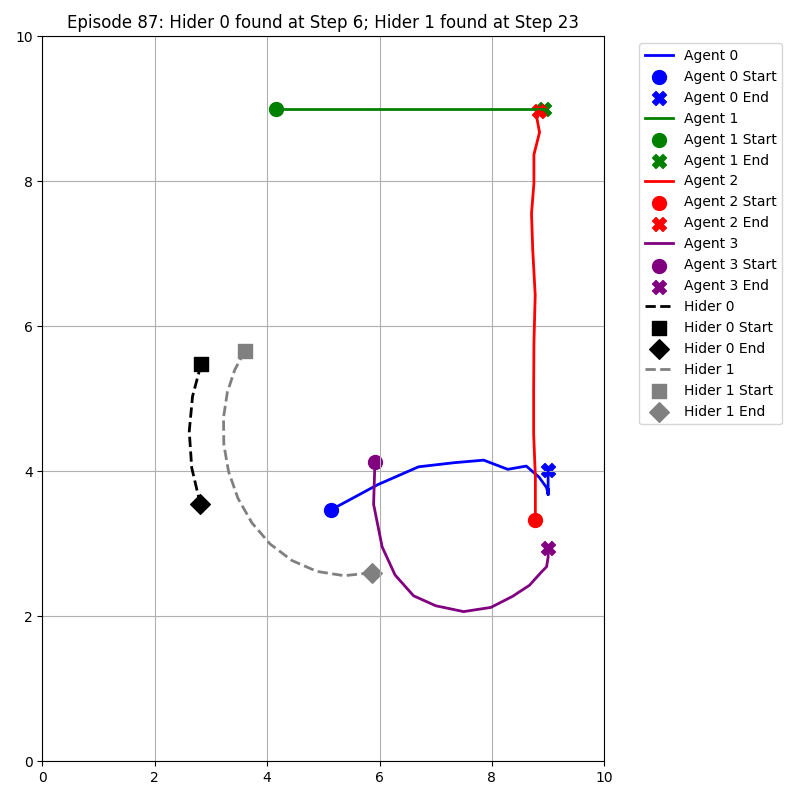 Episode 87: Hider 0 found at Step 6; Hider 1 found at Step 23
10
8
6
4
2
0
0
2
4
6
8
10
Agent 0
Agent 0 Start
Agent 0 End
Agent 1
Agent 1 Start
Agent 1 End
Agent 2
Agent 2 Start
Agent 2 End
Agent 3
Agent 3 Start
Agent 3 End
Hider 0
Hider 0 Start
Hider 0 End
Hider 1
Hider 1 Start
Hider 1 End